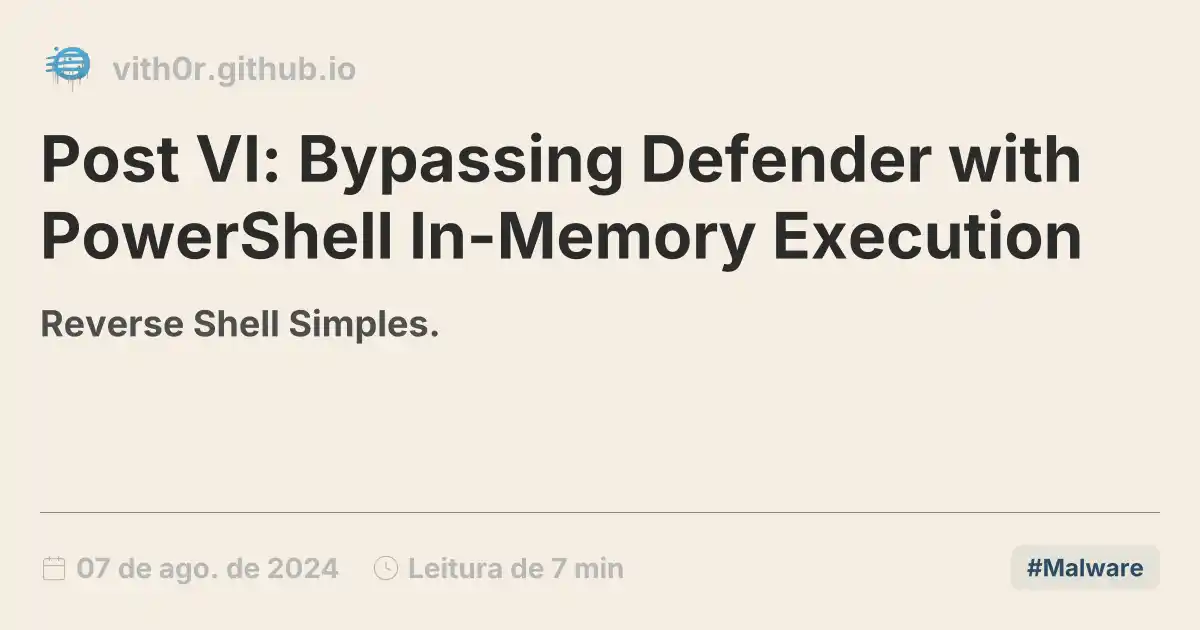 vith0r.github.io
Post VI: Bypassing Defender with
PowerShell In-Memory Execution
Reverse Shell Simples.
07 de ago. de 2024 Leitura de 7 min #Malware